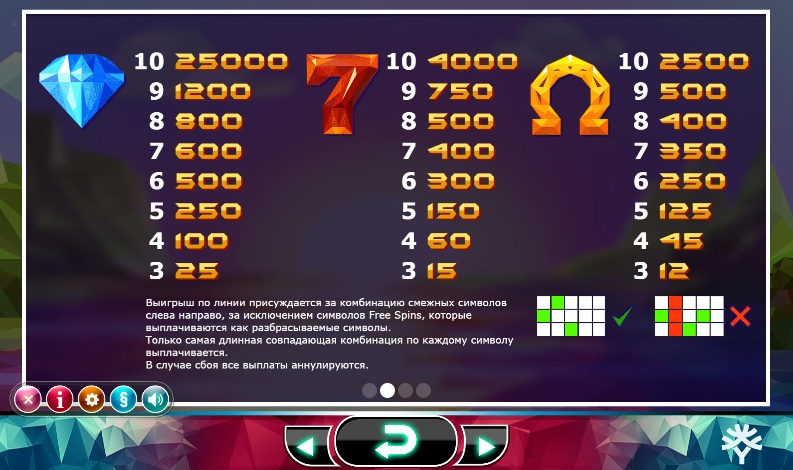 10 25000 10 4000 10 2500
9 1200 9 750 9 500
8 800 8 500 8 400
7 600 7 400 7 350
6 500 6 300 6 250
5 250 5 150 5 125
4 100 4 60 4 45
3 25 3 15 3 12
7
Выигрыш по линии присуждается за комбинацию смежных символов
слева направо, за исключением символов Free Spins, которые
выплачиваются как разбрасываемые символы.
Только самая длинная совпадающая комбинация по каждому символу
выплачивается.
В случае сбоя все выплаты аннулируются.
i §